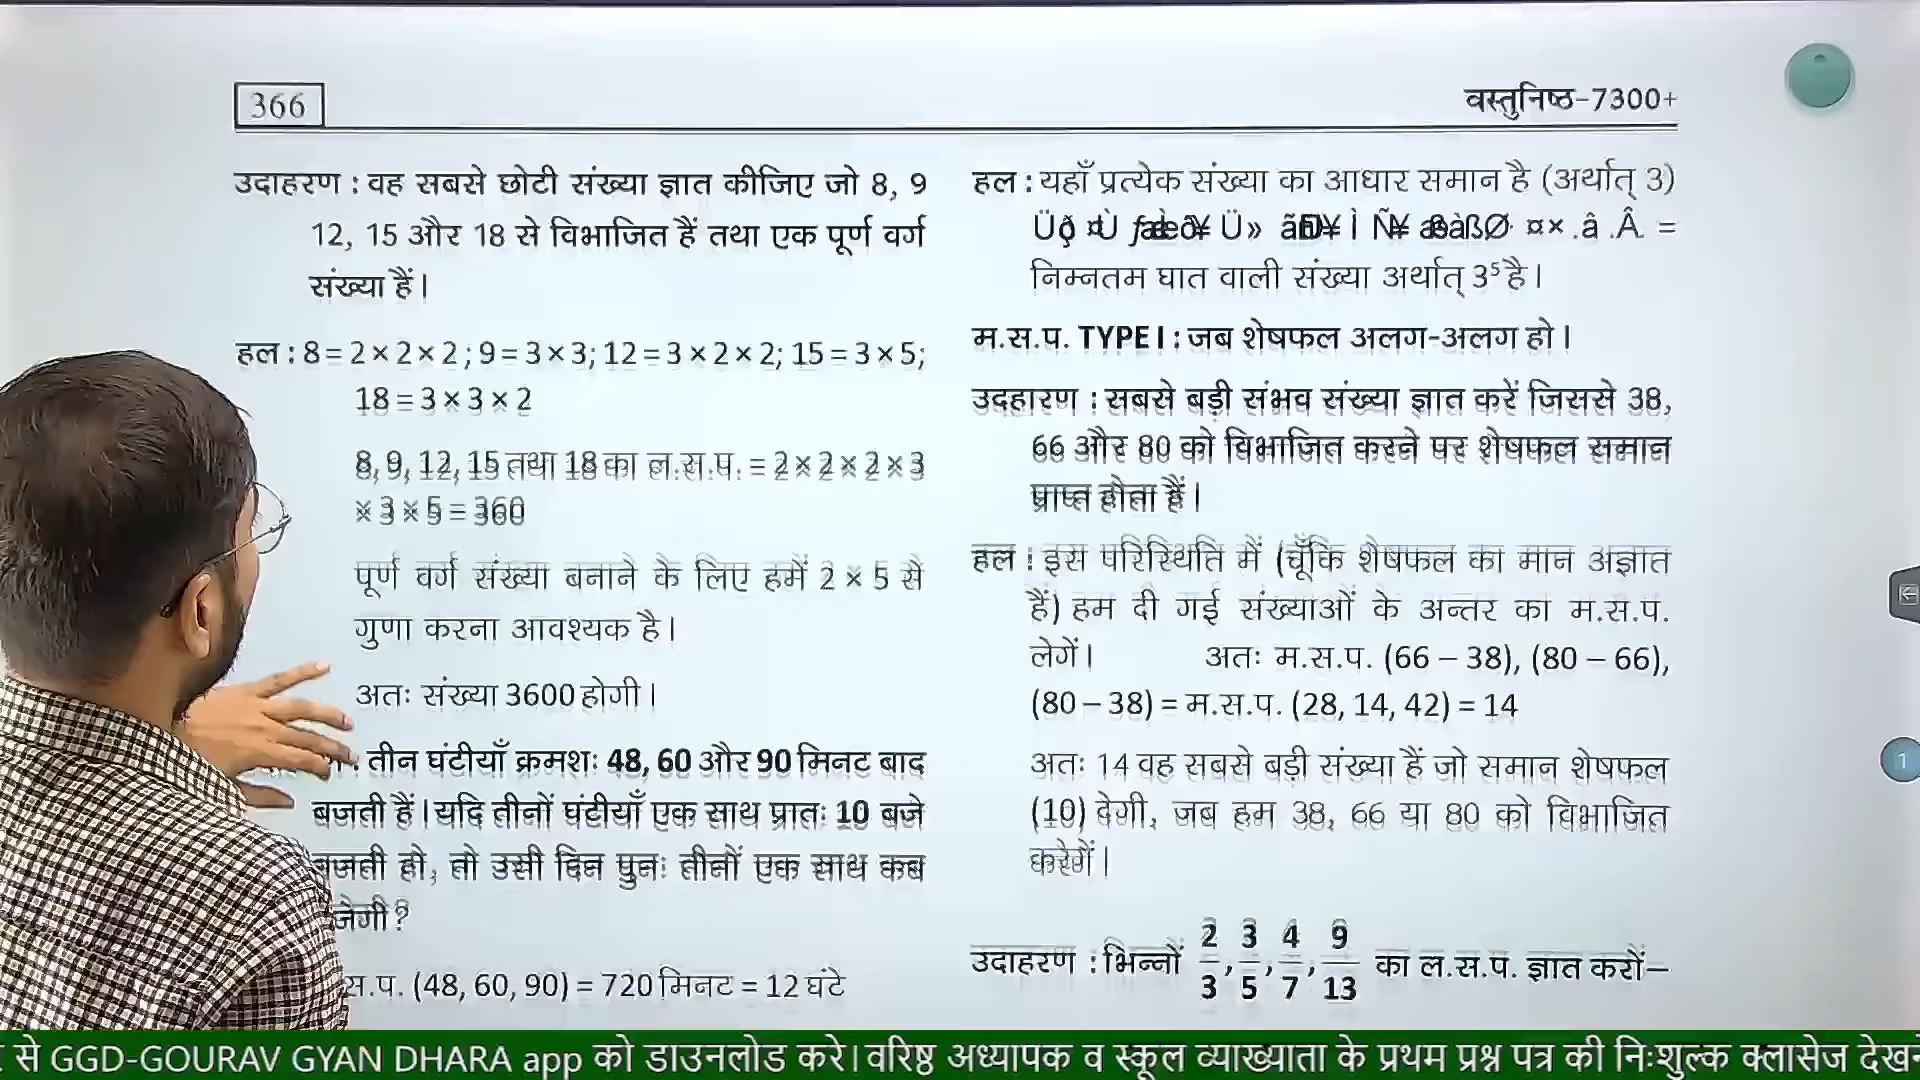 366
वस्तुनिष्ठ-7300+
उदाहरण : वह सबसे छोटी संख्या ज्ञात कीजिए जो 8, 9
12, 15 और 18 से विभाजित हैं तथा एक पूर्ण वर्ग
संख्या हैं।
हल : 8 = 2 × 2 × 2 ; 9 = 3 × 3; 12 = 3 × 2 × 2; 15 = 3 × 5;
18 = 3 × 3 × 2
8, 9, 12, 15 तथा 18 का ल.स.प. = 2 × 2 × 2 × 3
× 3 × 5 = 360
पूर्ण वर्ग संख्या बनाने के लिए हमें 2 × 5 से
गुणा करना आवश्यक है।
अतः संख्या 3600 होगी।
: तीन घंटीयाँ क्रमशः 48, 60 और 90 मिनट बाद
बजती हैं। यदि तीनों घंटीयाँ एक साथ प्रातः 10 बजे
बजती हो, तो उसी दिन पुनः तीनों एक साथ कब
जेगी?
स.प. (48, 60, 90) = 720 मिनट = 12 घंटे
हल : यहाँ प्रत्येक संख्या का आधार समान है (अर्थात् 3)
निम्नतम घात वाली संख्या अर्थात् 3⁵ है।
म.स.प. TYPE I : जब शेषफल अलग-अलग हो।
उदहारण : सबसे बड़ी संभव संख्या ज्ञात करें जिससे 38,
66 और 80 को विभाजित करने पर शेषफल समान
प्राप्त होता हैं।
हल : इस परिस्थिति में (चूँकि शेषफल का मान अज्ञात
हैं) हम दी गई संख्याओं के अन्तर का म.स.प.
लेगें। अतः म.स.प. (66 – 38), (80 – 66),
(80 – 38) = म.स.प. (28, 14, 42) = 14
अतः 14 वह सबसे बड़ी संख्या हैं जो समान शेषफल
(10) देगी, जब हम 38, 66 या 80 को विभाजित
करेगें।
उदाहरण : भिन्नों 2/3, 3/5, 4/7, 9/13 का ल.स.प. ज्ञात करों–
1
से GGD-GOURAV GYAN DHARA app को डाउनलोड करे। वरिष्ठ अध्यापक व स्कूल व्याख्याता के प्रथम प्रश्न पत्र की निःशुल्क क्लासेज